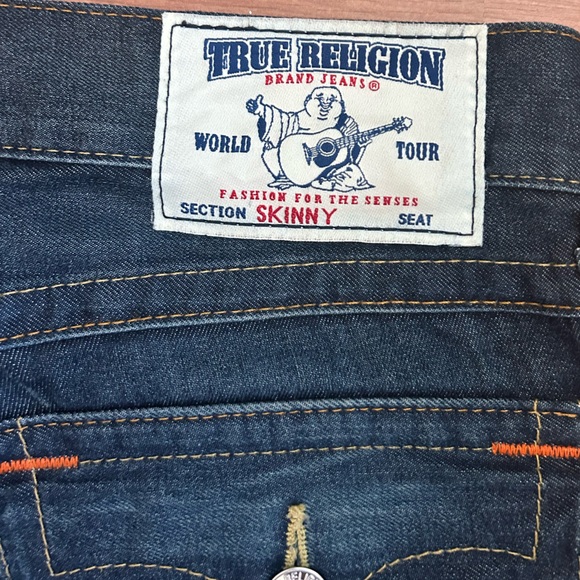 TRUE RELIGION
BRAND JEANS®
WORLD TOUR
FASHION FOR THE SENSES
SECTION SKINNY SEAT